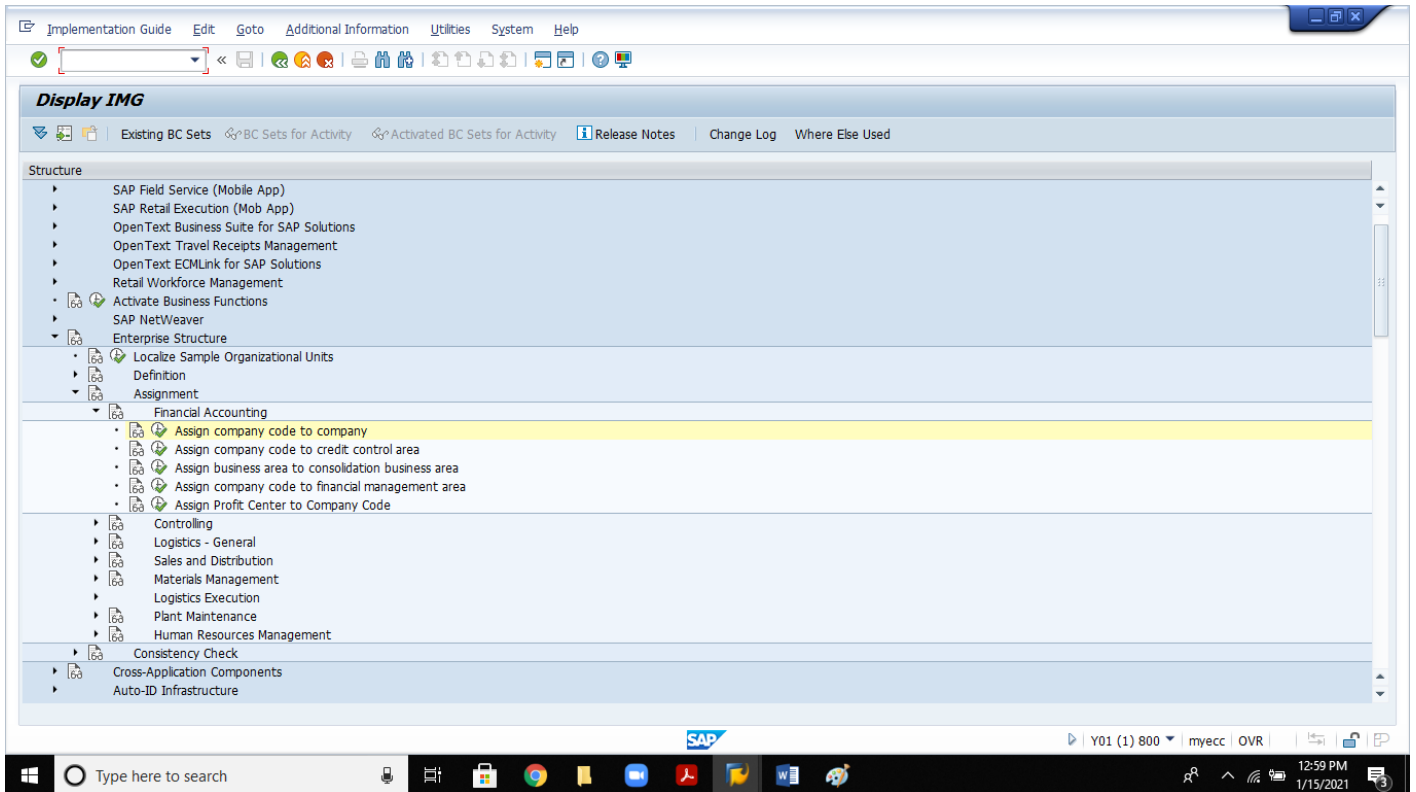 Implementation Guide Edit Goto Additional Information Utilities System Help
Display IMG
Existing BC Sets BC Sets for Activity Activated BC Sets for Activity Release Notes Change Log Where Else Used
Structure
SAP Field Service (Mobile App)
SAP Retail Execution (Mob App)
OpenText Business Suite for SAP Solutions
OpenText Travel Receipts Management
OpenText ECMLink for SAP Solutions
Retail Workforce Management
Activate Business Functions
SAP NetWeaver
Enterprise Structure
Localize Sample Organizational Units
Definition
Assignment
Financial Accounting
Assign company code to company
Assign company code to credit control area
Assign business area to consolidation business area
Assign company code to financial management area
Assign Profit Center to Company Code
Controlling
Logistics - General
Sales and Distribution
Materials Management
Logistics Execution
Plant Maintenance
Human Resources Management
Consistency Check
Cross-Application Components
Auto-ID Infrastructure
SAP Y01 (1) 800 myecc OVR
Type here to search
12:59 PM
1/15/2021
3